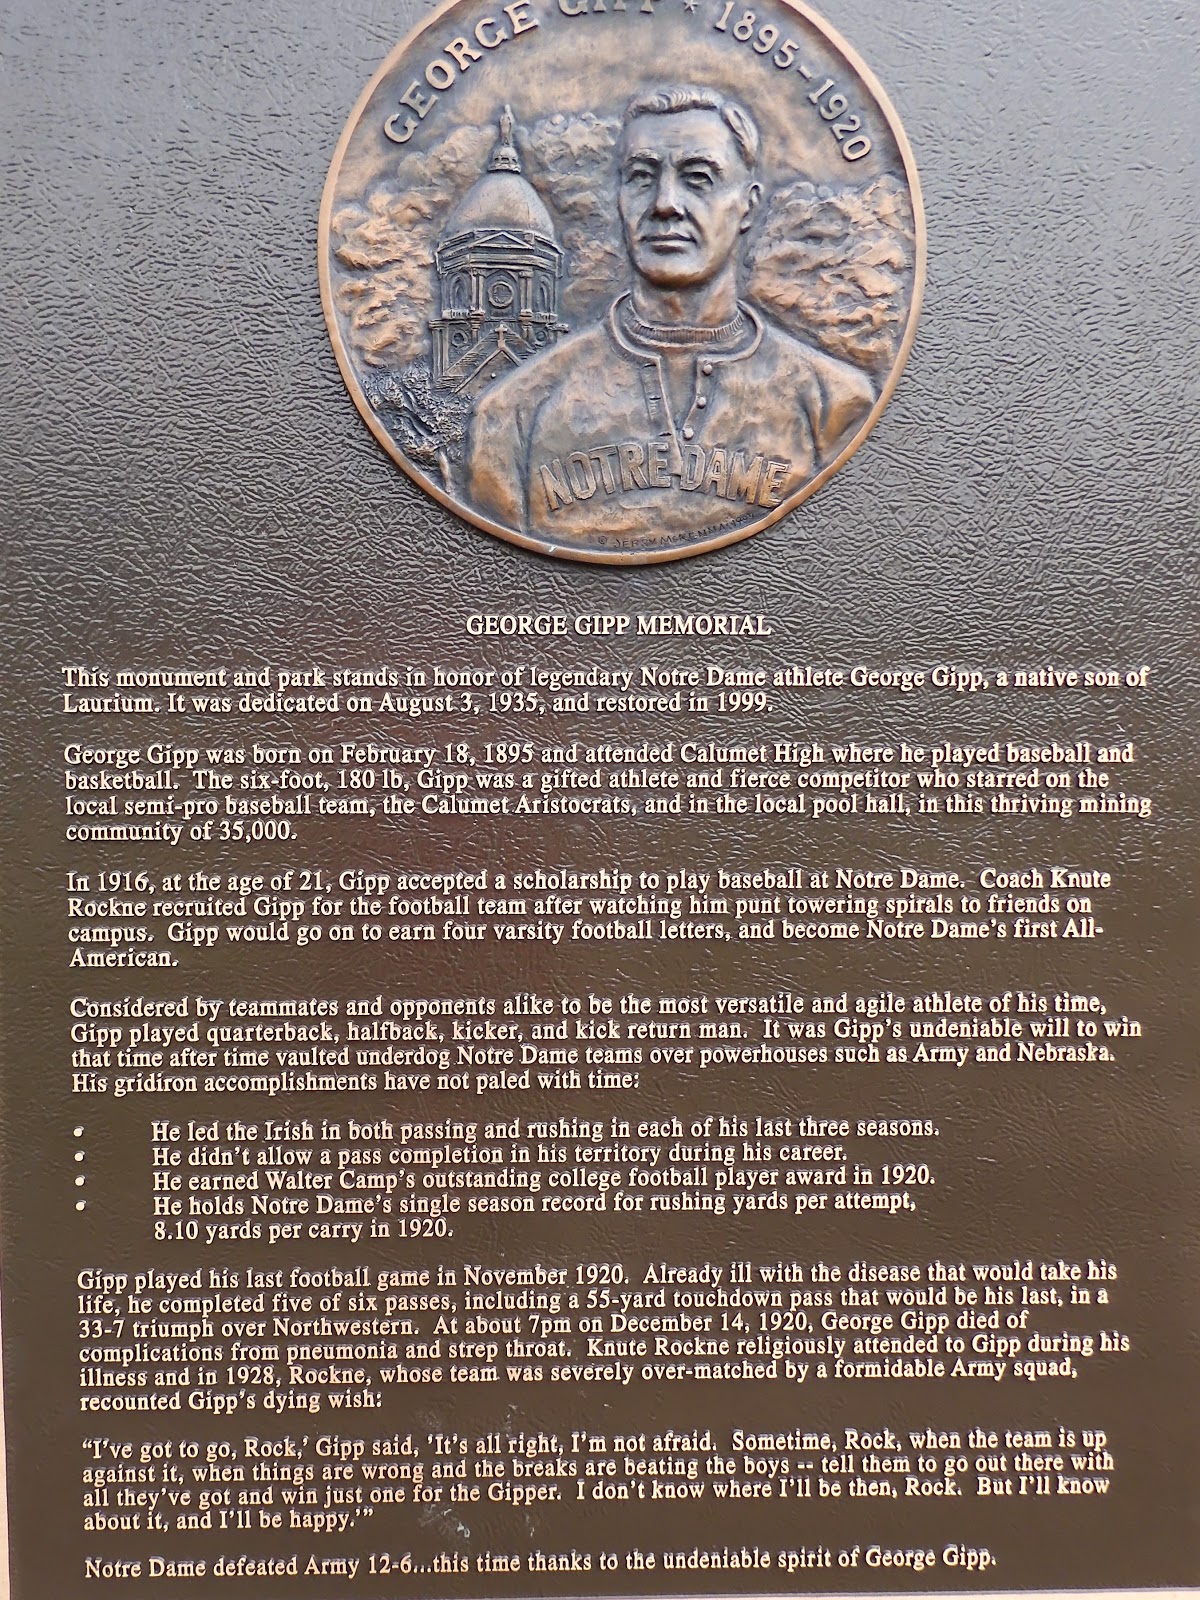 GEORGE GIPP * 1895-1920
NOTRE DAME
© JERRY MCKENNA
GEORGE GIPP MEMORIAL
This monument and park stands in honor of legendary Notre Dame athlete George Gipp, a native son of
Laurium. It was dedicated on August 3, 1935, and restored in 1999.
George Gipp was born on February 18, 1895 and attended Calumet High where he played baseball and
basketball. The six-foot, 180 lb, Gipp was a gifted athlete and fierce competitor who starred on the
local semi-pro baseball team, the Calumet Aristocrats, and in the local pool hall, in this thriving mining
community of 35,000.
In 1916, at the age of 21, Gipp accepted a scholarship to play baseball at Notre Dame. Coach Knute
Rockne recruited Gipp for the football team after watching him punt towering spirals to friends on
campus. Gipp would go on to earn four varsity football letters, and become Notre Dame's first All-
American.
Considered by teammates and opponents alike to be the most versatile and agile athlete of his time,
Gipp played quarterback, halfback, kicker, and kick return man. It was Gipp's undeniable will to win
that time after time vaulted underdog Notre Dame teams over powerhouses such as Army and Nebraska.
His gridiron accomplishments have not paled with time:
• He led the Irish in both passing and rushing in each of his last three seasons.
• He didn't allow a pass completion in his territory during his career.
• He earned Walter Camp's outstanding college football player award in 1920.
• He holds Notre Dame's single season record for rushing yards per attempt,
8.10 yards per carry in 1920.
Gipp played his last football game in November 1920. Already ill with the disease that would take his
life, he completed five of six passes, including a 55-yard touchdown pass that would be his last, in a
33-7 triumph over Northwestern. At about 7pm on December 14, 1920, George Gipp died of
complications from pneumonia and strep throat. Knute Rockne religiously attended to Gipp during his
illness and in 1928, Rockne, whose team was severely over-matched by a formidable Army squad,
recounted Gipp's dying wish:
"I've got to go, Rock,' Gipp said, 'It's all right, I'm not afraid. Sometime, Rock, when the team is up
against it, when things are wrong and the breaks are beating the boys -- tell them to go out there with
all they've got and win just one for the Gipper. I don't know where I'll be then, Rock. But I'll know
about it, and I'll be happy.'"
Notre Dame defeated Army 12-6...this time thanks to the undeniable spirit of George Gipp.